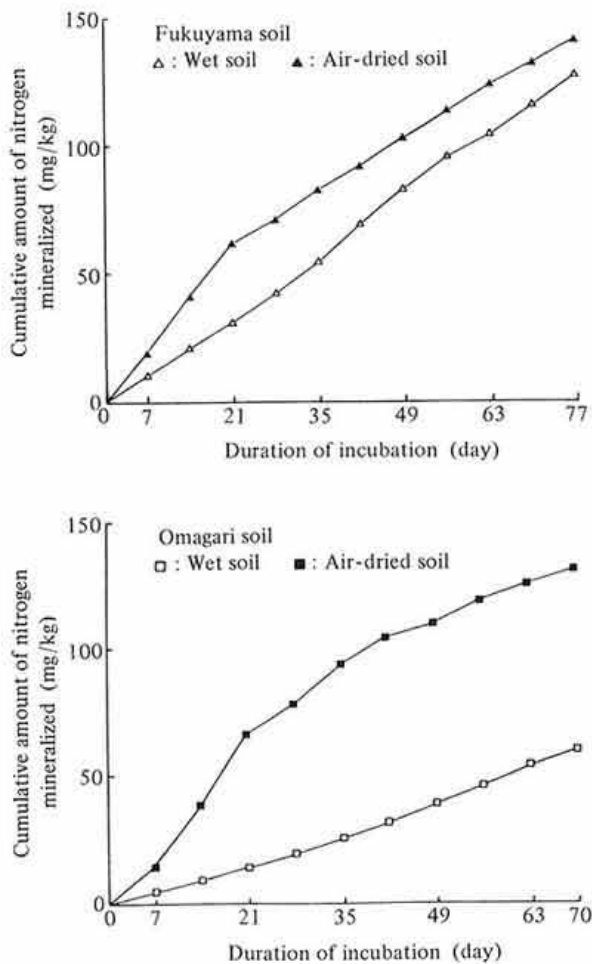 Fukuyama soil
△ : Wet soil ▲ : Air-dried soil
Cumulative amount of nitrogen
mineralized (mg/kg)
150
100
50
0
0 7 21 35 49 63 77
Duration of incubation (day)
Omagari soil
□ : Wet soil ■ : Air-dried soil
Cumulative amount of nitrogen
mineralized (mg/kg)
150
100
50
0
0 7 21 35 49 63 70
Duration of incubation (day)